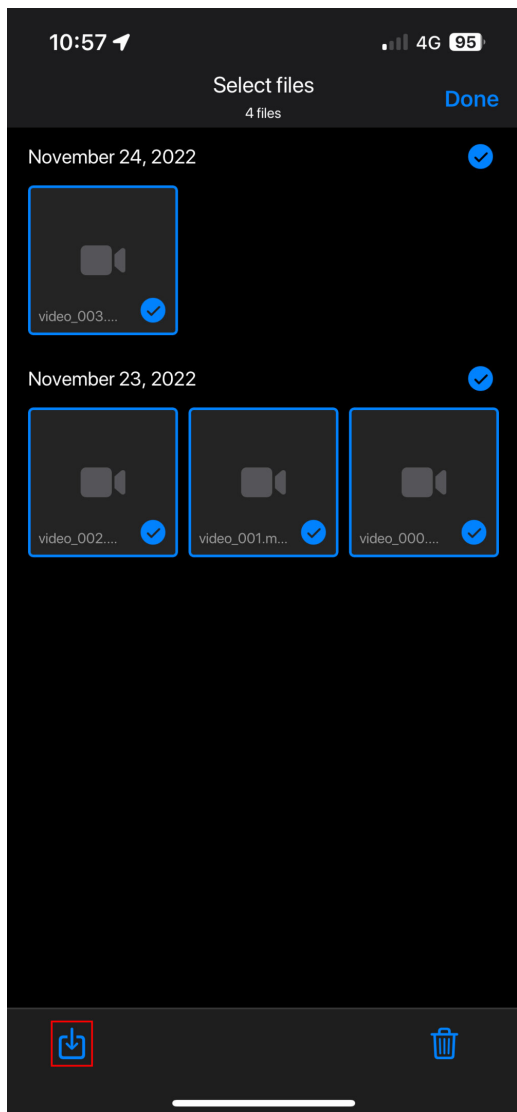 10:57 4G 95
Select files
4 files
Done
November 24, 2022
video_003....
November 23, 2022
video_002.... video_001.m... video_000....